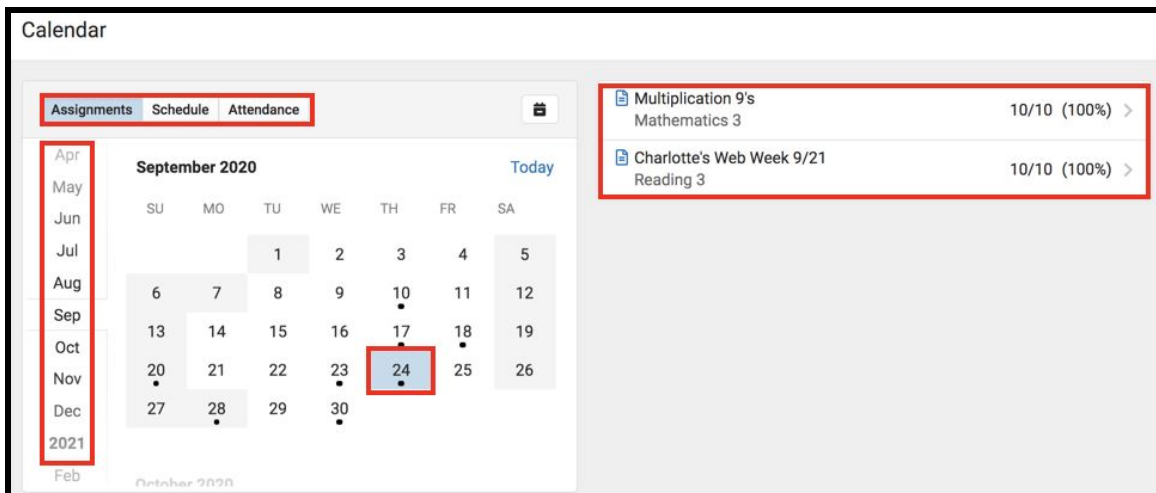 Calendar
Assignments Schedule Attendance
Apr
May
Jun
Jul
Aug
Sep
Oct
Nov
Dec
2021
Feb
September 2020 Today
SU MO TU WE TH FR SA
1 2 3 4 5
6 7 8 9 10 11 12
13 14 15 16 17 18 19
20 21 22 23 24 25 26
27 28 29 30
October 2020
Multiplication 9's
Mathematics 3
10/10 (100%)
Charlotte's Web Week 9/21
Reading 3
10/10 (100%)